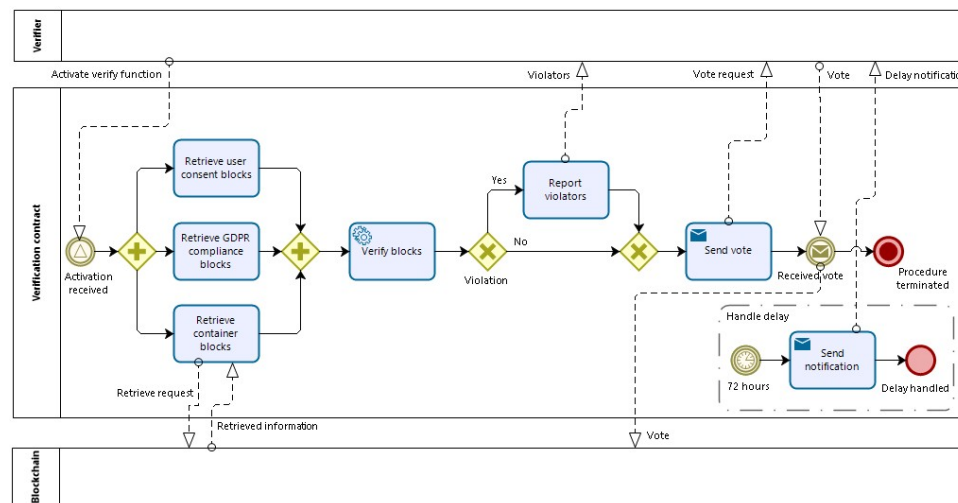 Verifier
Activate verify function
Violators
Vote request
Vote
Delay notificatio
Verification contract
Retrieve user
consent blocks
Yes
Report
violators
Retrieve GDPR
compliance
blocks
Verify blocks
No
Send vote
Activation
received
Violation
Received vote
Procedure
terminated
Retrieve
container
blocks
Handle delay
Send
notification
72 hours
Delay handled
Retrieve request
Retrieved information
Vote
Blockchain